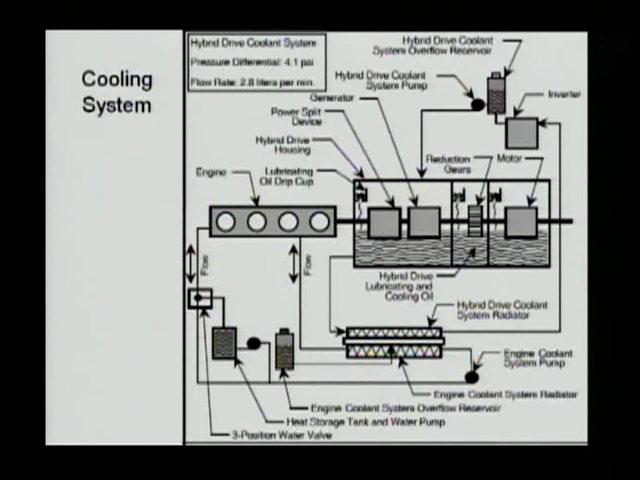 Cooling
System
Hybrid Drive Coolant System
Pressure Differential: 4.1 psi
Flow Rate: 2.8 liters per min.
Hybrid Drive Coolant
System Overflow Reservoir
Hybrid Drive Coolant
System Pump
Inverter
Generator
Power Split
Device
Hybrid Drive
Housing
Reduction
Gears
Motor
Engine
Lubricating
Oil Drip Cup
Flow
Flow
Hybrid Drive
Lubricating and
Cooling Oil
Hybrid Drive Coolant
System Radiator
Engine Coolant
System Pump
Engine Coolant System Radiator
Engine Coolant System Overflow Reservoir
Heat Storage Tank and Water Pump
3-Position Water Valve